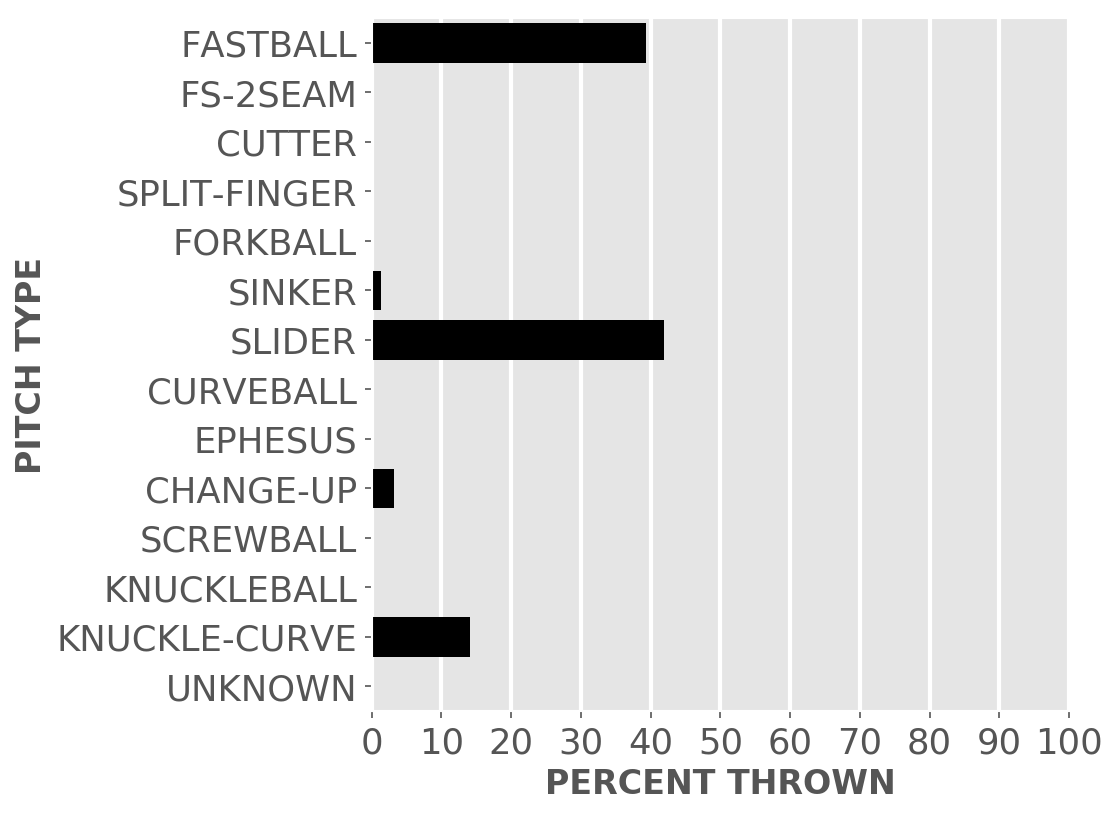 FASTBALL
FS-2SEAM
CUTTER
SPLIT-FINGER
FORKBALL
SINKER
SLIDER
CURVEBALL
EPHESUS
CHANGE-UP
SCREWBALL
KNUCKLEBALL
KNUCKLE-CURVE
UNKNOWN
PITCH TYPE
0 10 20 30 40 50 60 70 80 90 100
PERCENT THROWN